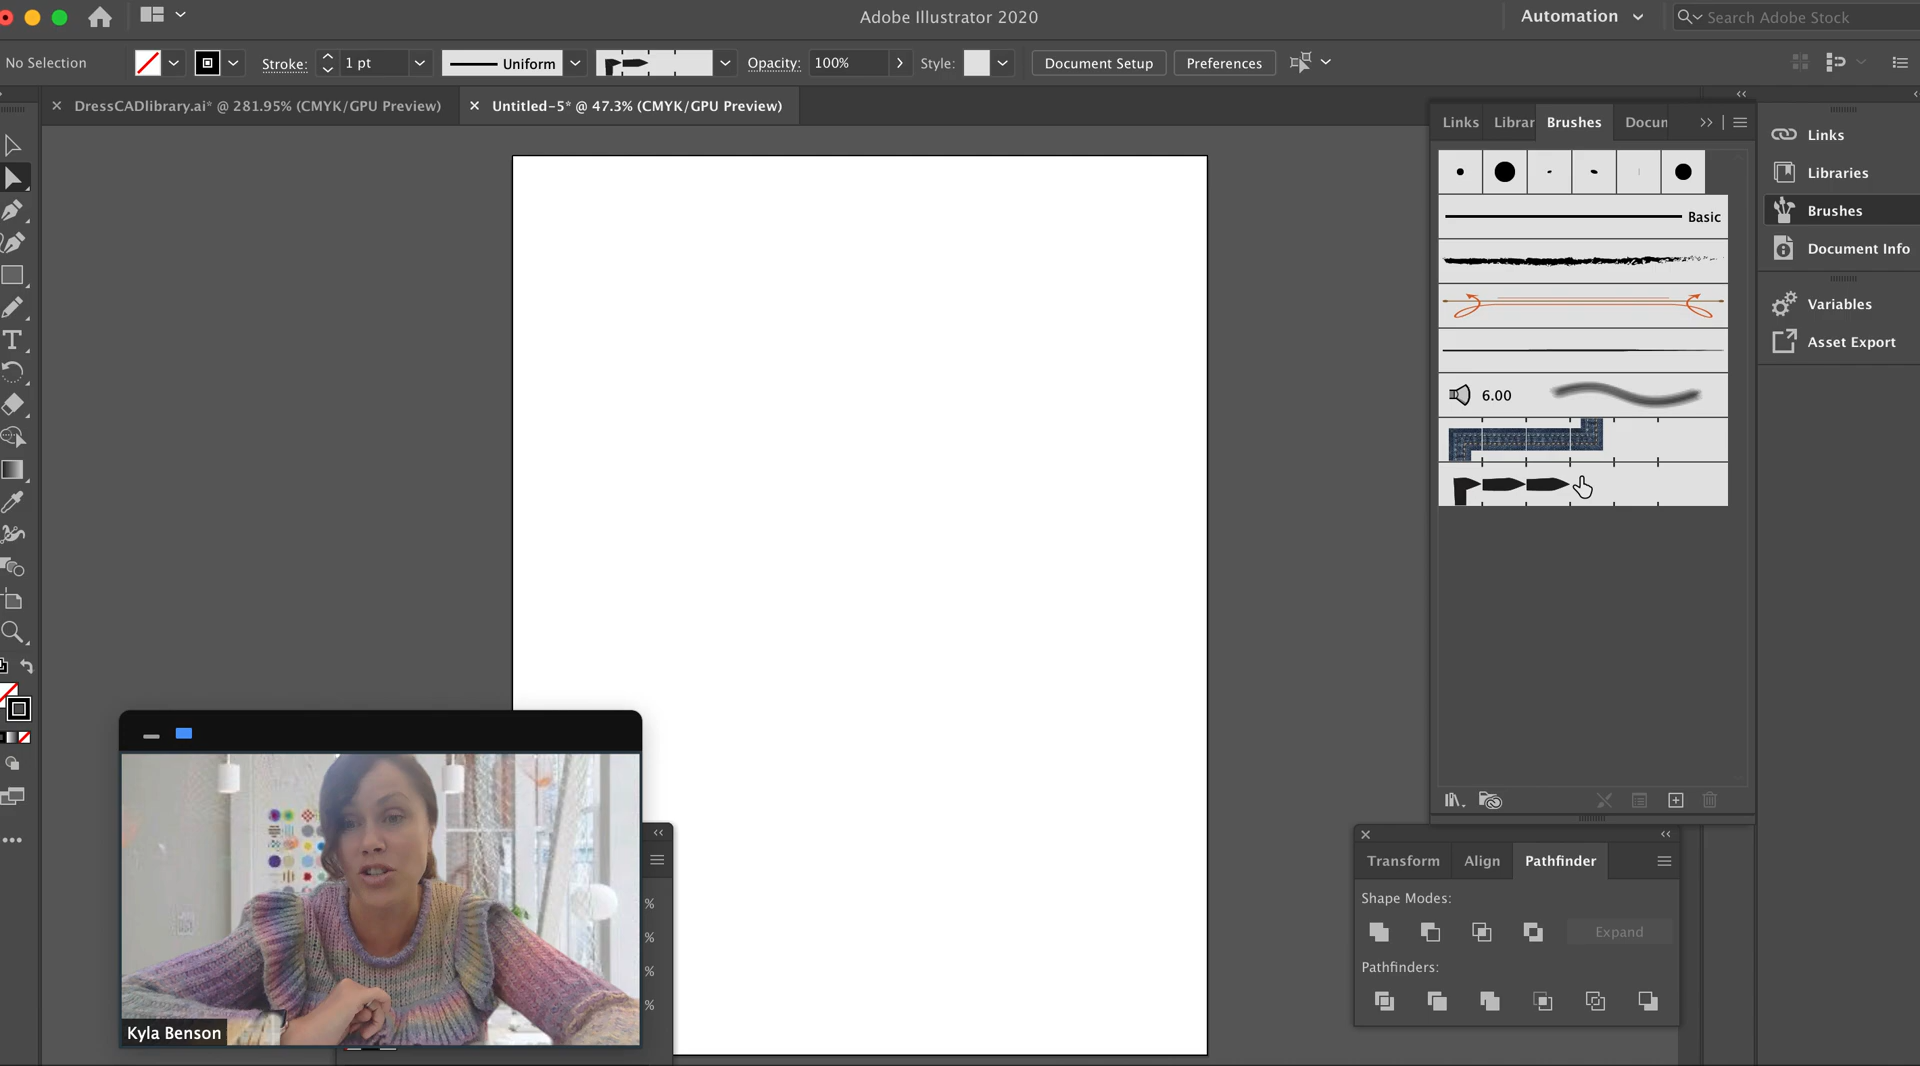 Adobe Illustrator 2020
Automation
Search Adobe Stock
No Selection
Stroke:
1 pt
Uniform
Opacity:
100%
Style:
Document Setup
Preferences
DressCADlibrary.ai* @ 281.95% (CMYK/GPU Preview)
Untitled-5* @ 47.3% (CMYK/GPU Preview)
Links
Librar
Brushes
Docun
Links
Libraries
Brushes
Document Info
Variables
Asset Export
Basic
6.00
Transform
Align
Pathfinder
Shape Modes:
Expand
Pathfinders:
%
%
%
%
Kyla Benson